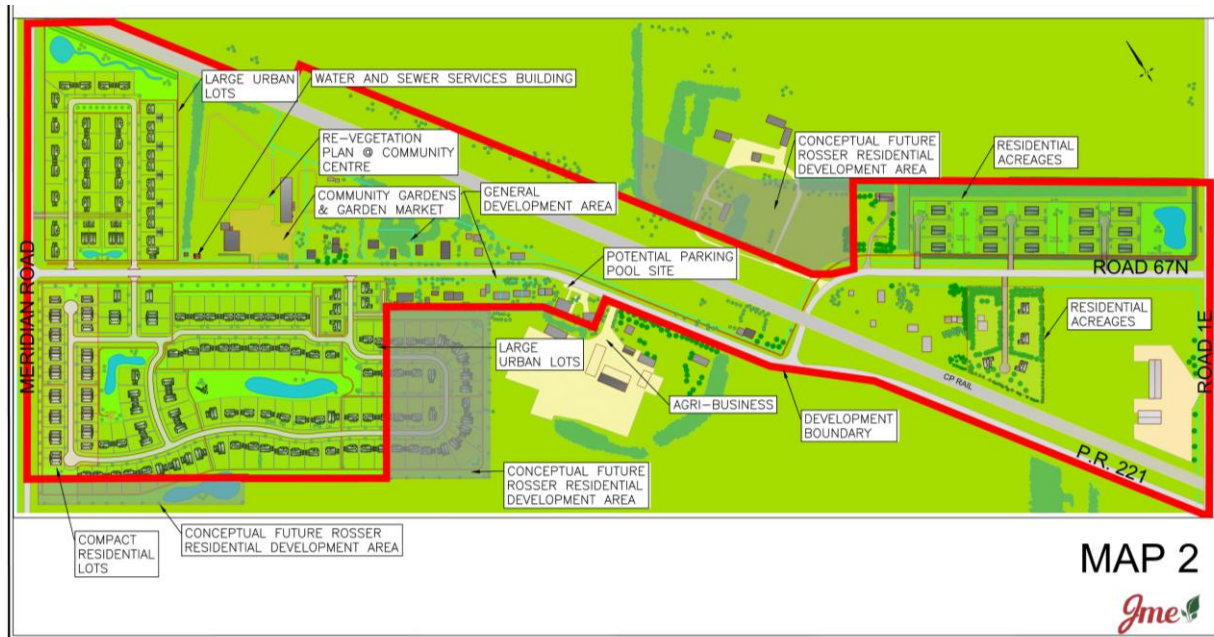 LARGE URBAN
LOTS
WATER AND SEWER SERVICES BUILDING
RE-VEGETATION
PLAN @ COMMUNITY
CENTRE
COMMUNITY GARDENS
& GARDEN MARKET
GENERAL
DEVELOPMENT AREA
CONCEPTUAL FUTURE
ROSSER RESIDENTIAL
DEVELOPMENT AREA
RESIDENTIAL
ACREAGES
POTENTIAL PARKING
POOL SITE
ROAD 67N
MERIDIAN ROAD
RESIDENTIAL
ACREAGES
ROAD 1E
LARGE
URBAN LOTS
CP RAIL
AGRI-BUSINESS
DEVELOPMENT
BOUNDARY
P.R. 221
CONCEPTUAL FUTURE
ROSSER RESIDENTIAL
DEVELOPMENT AREA
COMPACT
RESIDENTIAL
LOTS
CONCEPTUAL FUTURE ROSSER
RESIDENTIAL DEVELOPMENT AREA
MAP 2
Jme